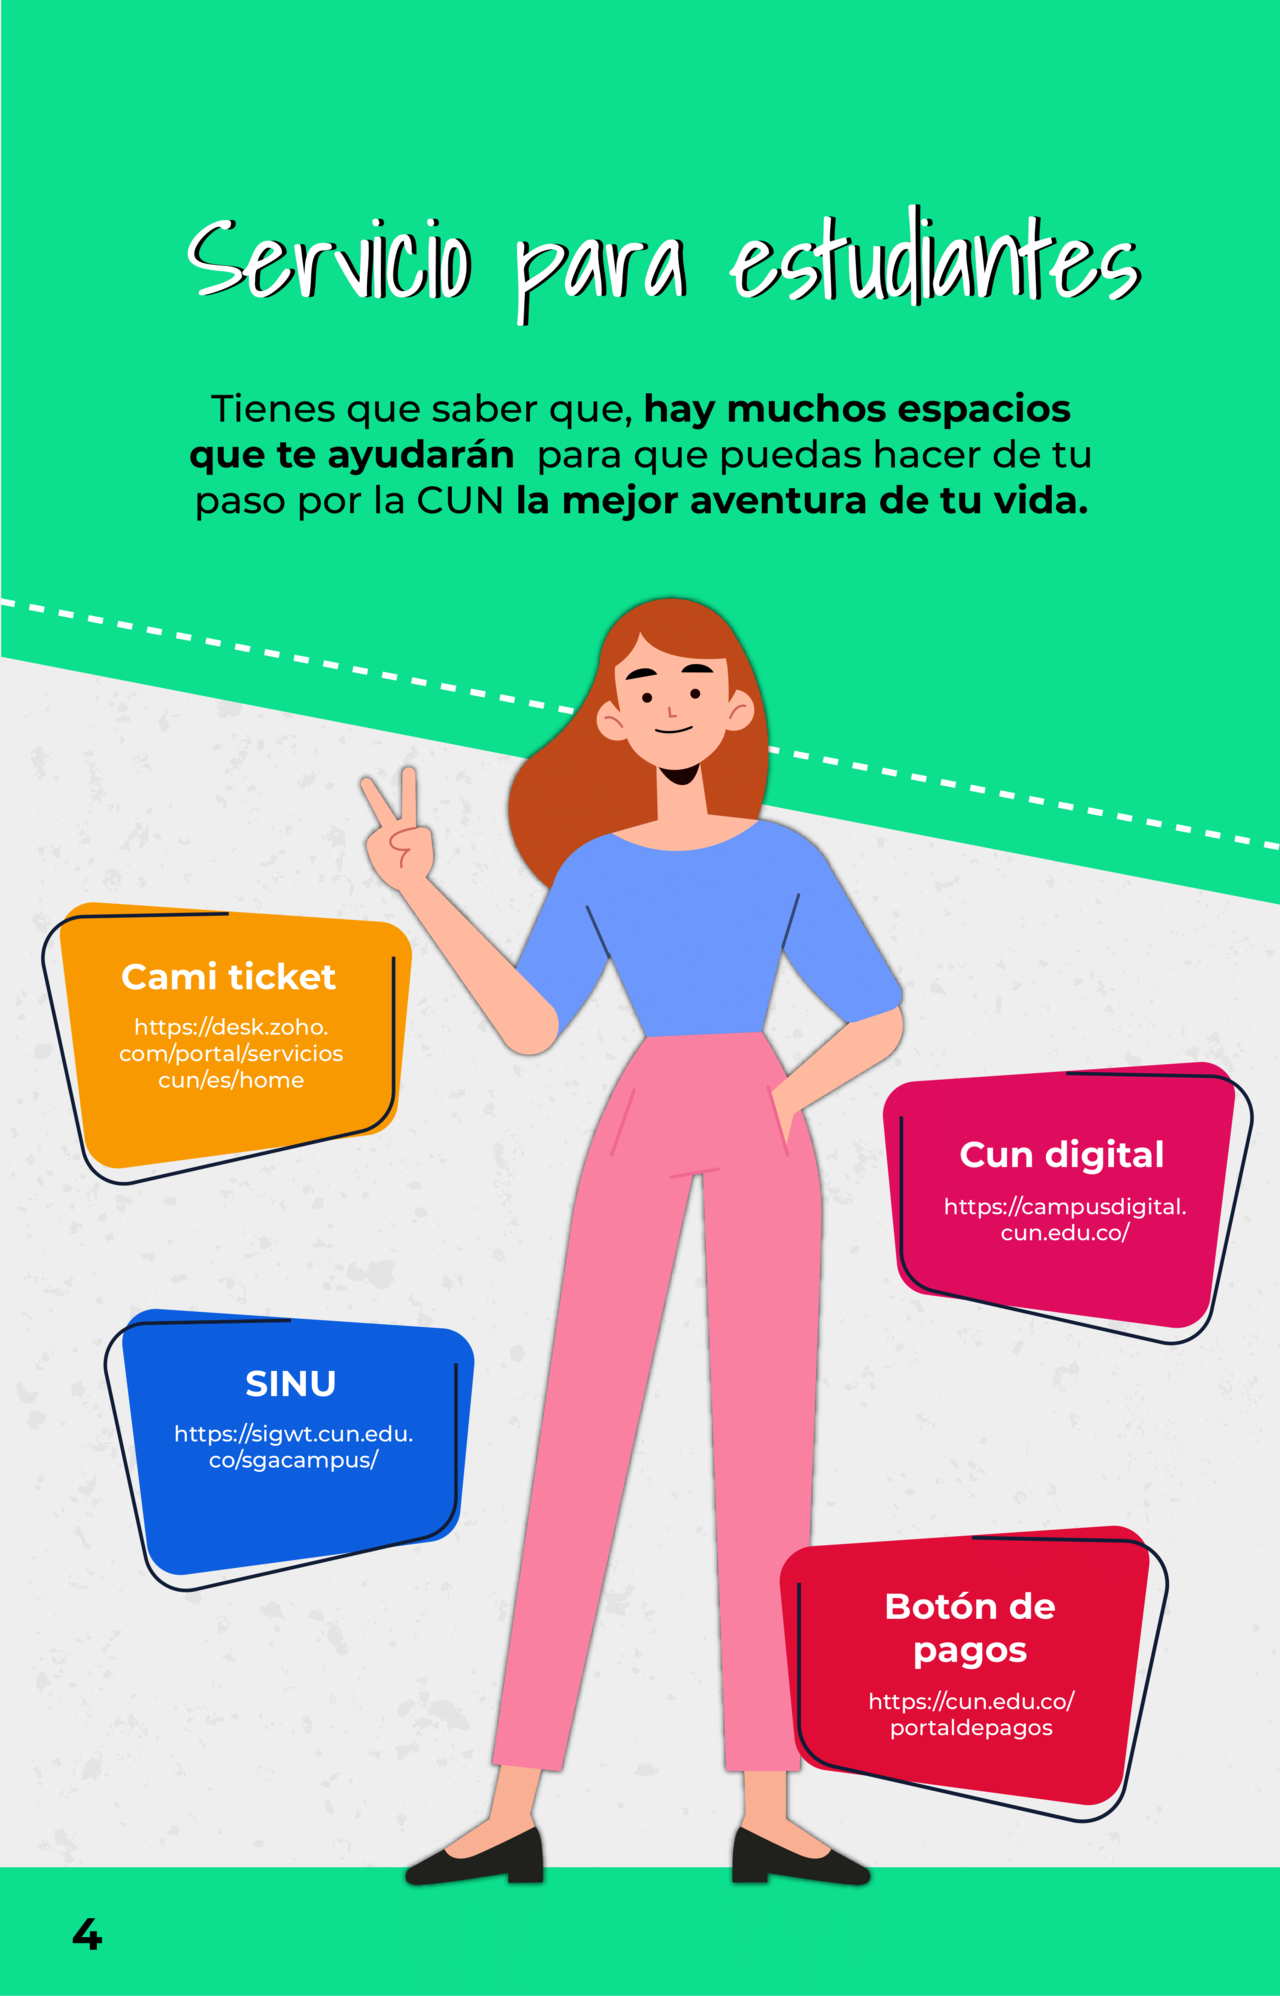 Servicio para estudiantes
Tienes que saber que, hay muchos espacios
que te ayudarán para que puedas hacer de tu
paso por la CUN la mejor aventura de tu vida.
Cami ticket
https://desk.zoho.
com/portal/servicios
cun/es/home
Cun digital
https://campusdigital.
cun.edu.co/
SINU
https://sigwt.cun.edu.
co/sgacampus/
Botón de
pagos
https://cun.edu.co/
portaldepagos
4